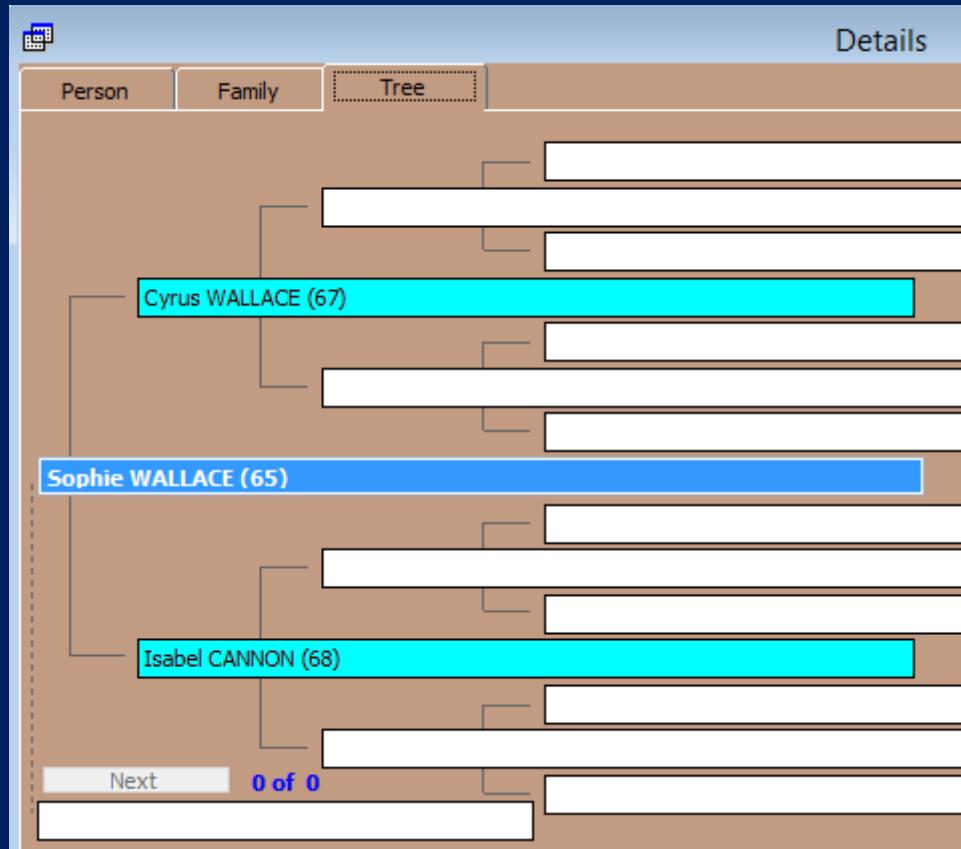 Details
Person Family Tree
Cyrus WALLACE (67)
Sophie WALLACE (65)
Isabel CANNON (68)
Next 0 of 0